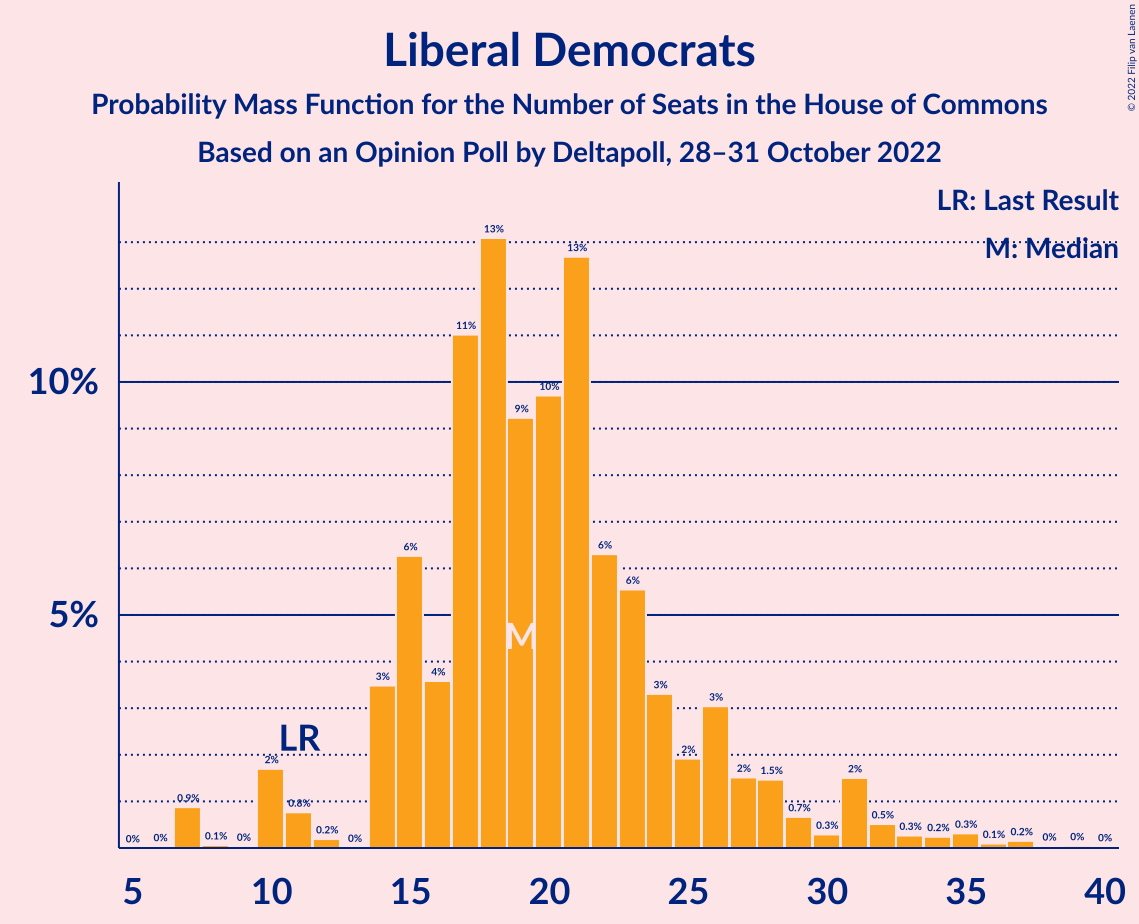 Liberal Democrats
Probability Mass Function for the Number of Seats in the House of Commons
Based on an Opinion Poll by Deltapoll, 28–31 October 2022
© 2022 Filip van Laenen
LR: Last Result
M: Median
10%
5%
0% 0% 0.9% 0.1% 0% 2% 0.8% 0.2% 0% 3% 6% 4% 11% 13% 9% 10% 13% 6% 6% 3% 2% 3% 2% 1.5% 0.7% 0.3% 2% 0.5% 0.3% 0.2% 0.3% 0.1% 0.2% 0% 0% 0%
LR
M
5 10 15 20 25 30 35 40